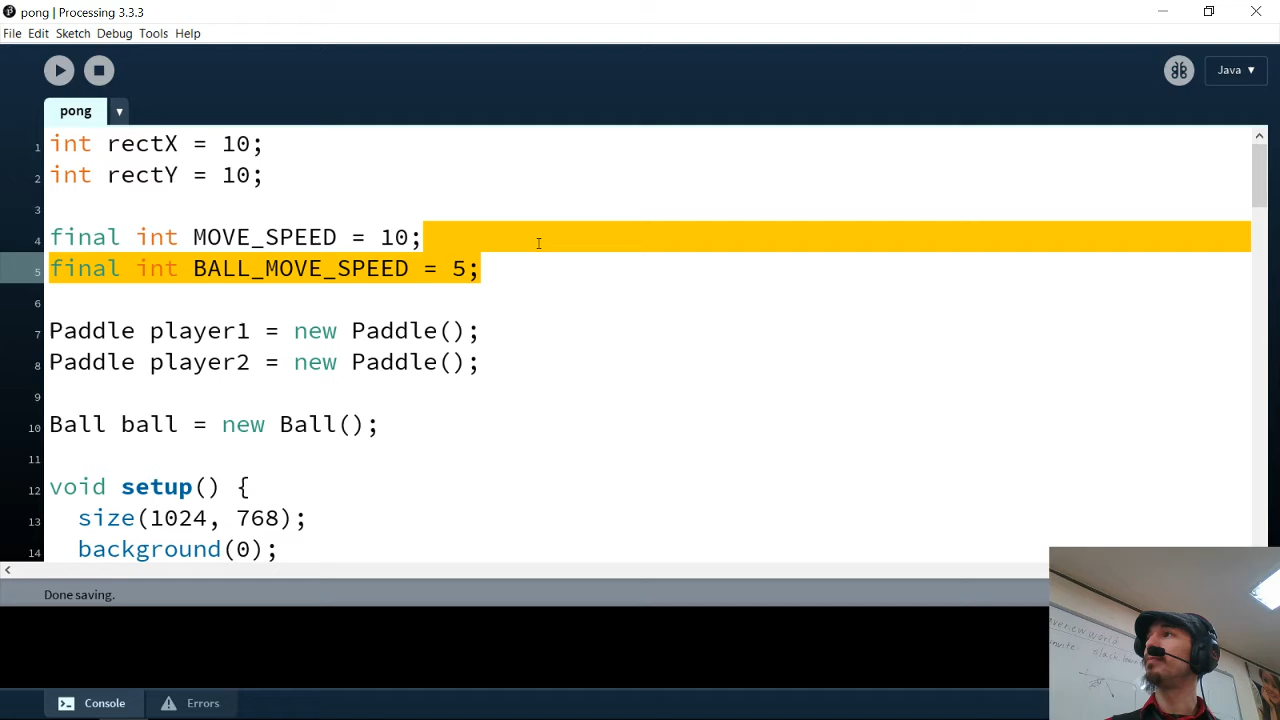 pong | Processing 3.3.3
File Edit Sketch Debug Tools Help
Java ▼
pong ▼
1 int rectX = 10;
2 int rectY = 10;
3
4 final int MOVE_SPEED = 10;
5 final int BALL_MOVE_SPEED = 5;
6
7 Paddle player1 = new Paddle();
8 Paddle player2 = new Paddle();
9
10 Ball ball = new Ball();
11
12 void setup() {
13 size(1024, 768);
14 background(0);
Done saving.
new world
slack
Console Errors